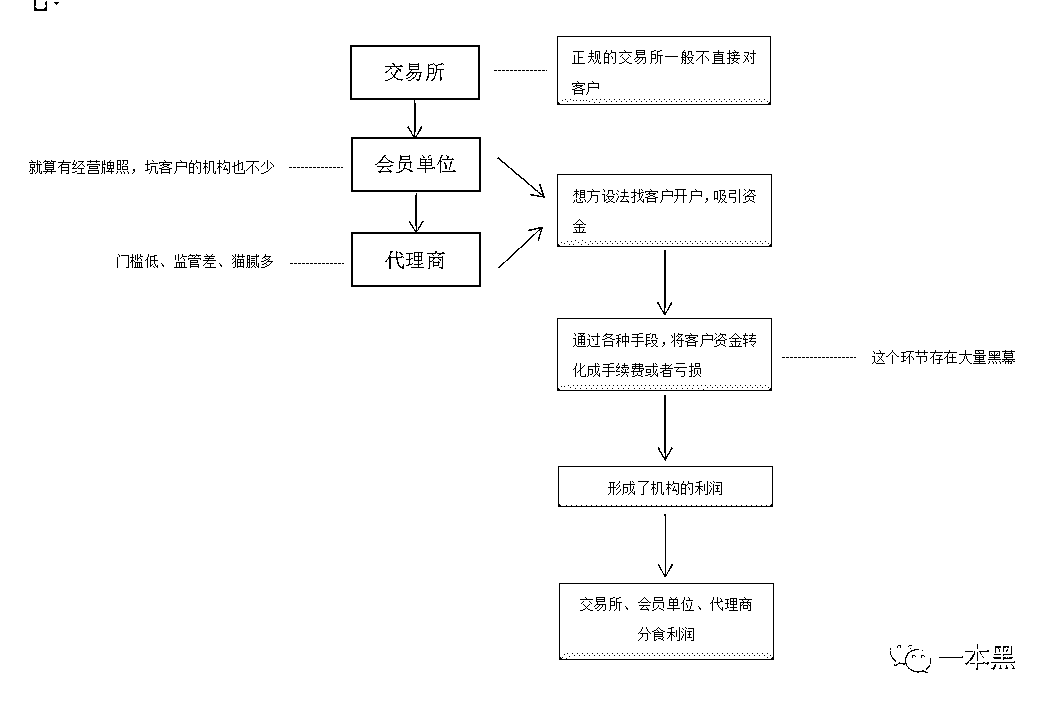 交易所
正规的交易所一般不直接对
客户
会员单位
就算有经营牌照，坑客户的机构也不少
想方设法找客户开户，吸引资
金
代理商
门槛低、监管差、猫腻多
通过各种手段，将客户资金转
化成手续费或者亏损
这个环节存在大量黑幕
形成了机构的利润
交易所、会员单位、代理商
分食利润
一本黑